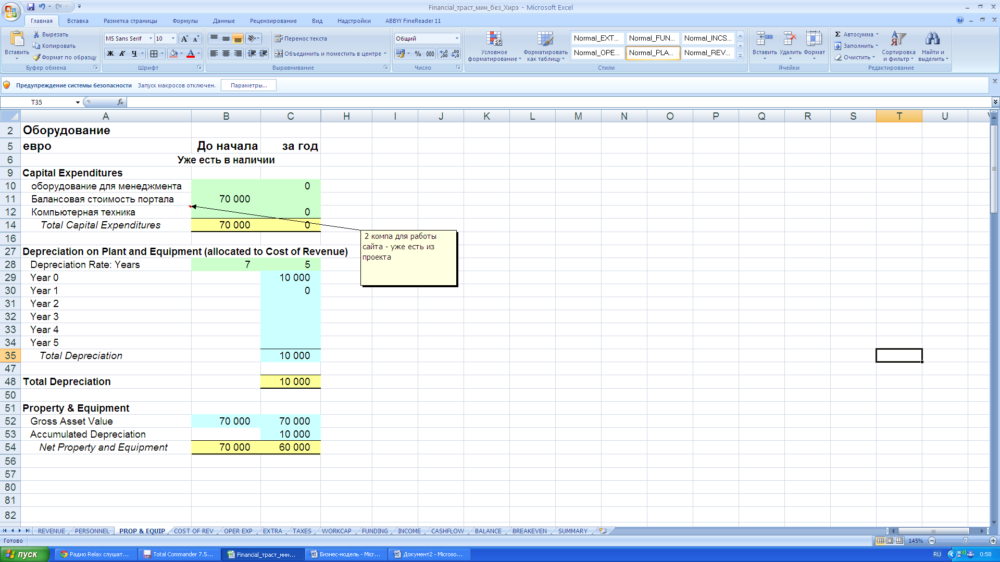 Financial_траст_мин_без_Хирэ - Microsoft Excel
Главная Вставка Разметка страницы Формулы Данные Рецензирование Вид Надстройки ABBYY FineReader 11
Вставить
Вырезать
Копировать
Формат по образцу
Буфер обмена
MS Sans Serif 10
Ж К Ч
Шрифт
Перенос текста
Объединить и поместить в центре
Выравнивание
Общий
% 000
Число
Условное форматирование
Форматировать как таблицу
Normal_EXT... Normal_FUN... Normal_INCS...
Normal_OPE... Normal_PLA... Normal_REV...
Стили
Вставить Удалить Формат
Ячейки
Σ Автосумма
Заполнить
Очистить
Сортировка и фильтр
Найти и выделить
Редактирование
Предупреждение системы безопасности Запуск макросов отключен. Параметры...
T35 fx
A B C H I J K L M N O P Q R S T U
2 Оборудование
5 евро До начала за год
6 Уже есть в наличии
9 Capital Expenditures
10 оборудование для менеджмента 0
11 Балансовая стоимость портала 70 000
12 Компьютерная техника 0
14 Total Capital Expenditures 70 000 0
16
2 компа для работы
сайта - уже есть из
проекта
27 Depreciation on Plant and Equipment (allocated to Cost of Revenue)
28 Depreciation Rate: Years 7 5
29 Year 0 10 000
30 Year 1 0
31 Year 2
32 Year 3
33 Year 4
34 Year 5
35 Total Depreciation 10 000
47
48 Total Depreciation 10 000
50
51 Property & Equipment
52 Gross Asset Value 70 000 70 000
53 Accumulated Depreciation 10 000
54 Net Property and Equipment 70 000 60 000
56
57
80
81
82
REVENUE PERSONNEL PROP & EQUIP COST OF REV OPER EXP EXTRA TAXES WORKCAP FUNDING INCOME CASHFLOW BALANCE BREAKEVEN SUMMARY
Готово 145%
пуск Радио Relax слушат... Total Commander 7.5... Financial_траст_мин... Бизнес-модель - Micr... Документ2 - Microso... RU 0:58